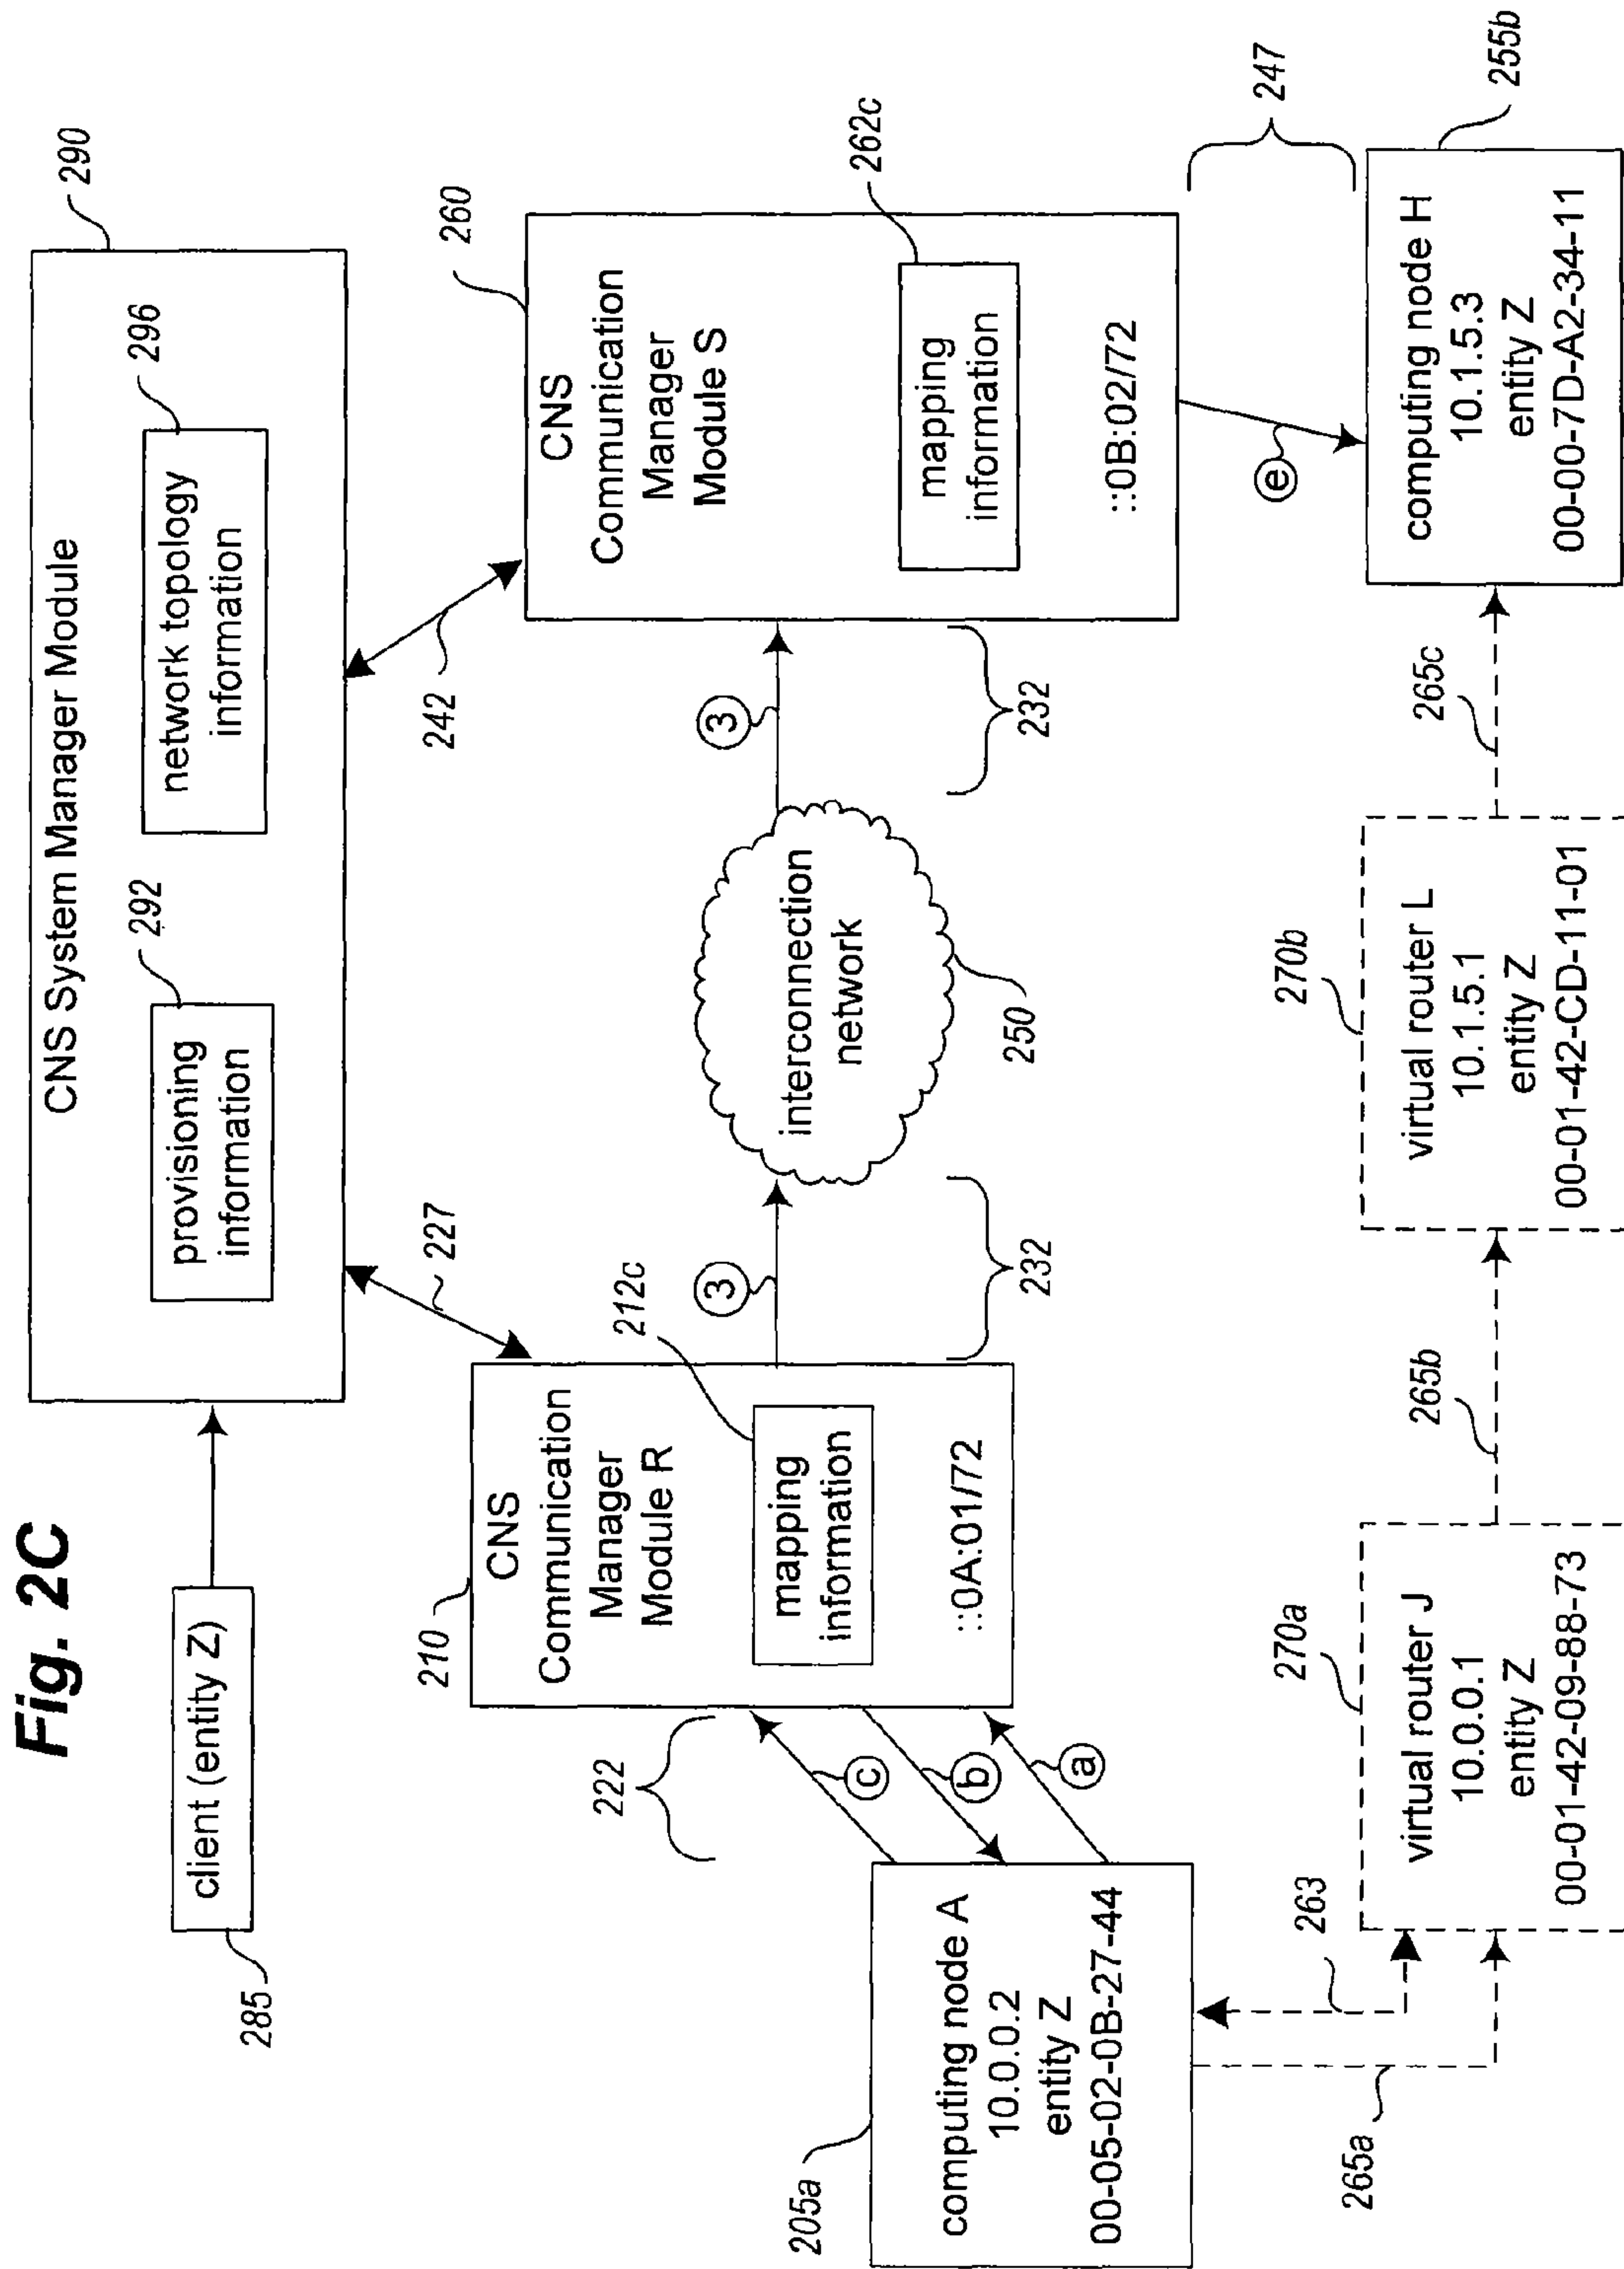 Fig. 2C
client (entity Z)
285
CNS System Manager Module
290
provisioning
information
292
network topology
information
296
227
242
210
CNS
Communication
Manager
Module R
212c
mapping
information
::0A:01/72
260
CNS
Communication
Manager
Module S
262c
mapping
information
::0B:02/72
3
3
232
232
interconnection
network
250
222
c
b
a
e
247
205a
computing node A
10.0.0.2
entity Z
00-05-02-0B-27-44
263
265a
270a
virtual router J
10.0.0.1
entity Z
00-01-42-09-88-73
265b
270b
virtual router L
10.1.5.1
entity Z
00-01-42-CD-11-01
265c
255b
computing node H
10.1.5.3
entity Z
00-00-7D-A2-34-11